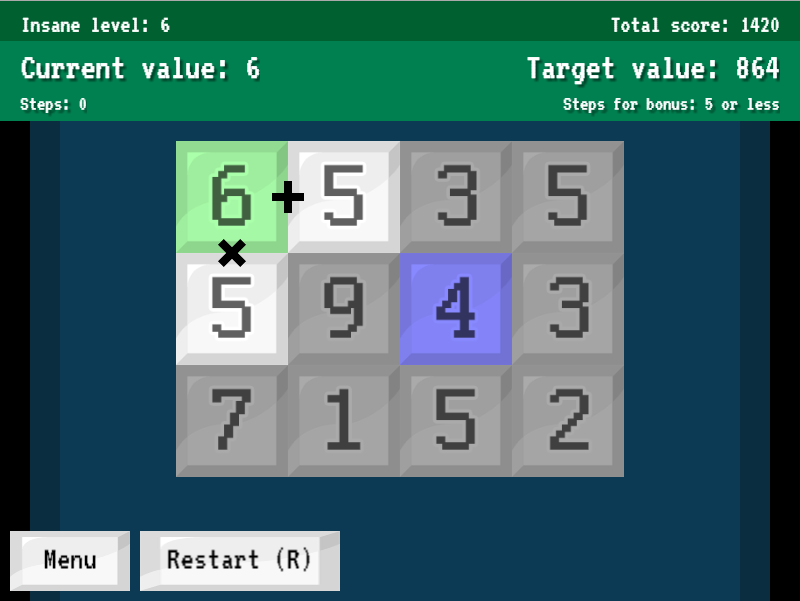 Insane level: 6 Total score: 1420
Current value: 6 Target value: 864
Steps: 0 Steps for bonus: 5 or less
6 + 5 3 5
×
5 9 4 3
7 1 5 2
Menu Restart (R)